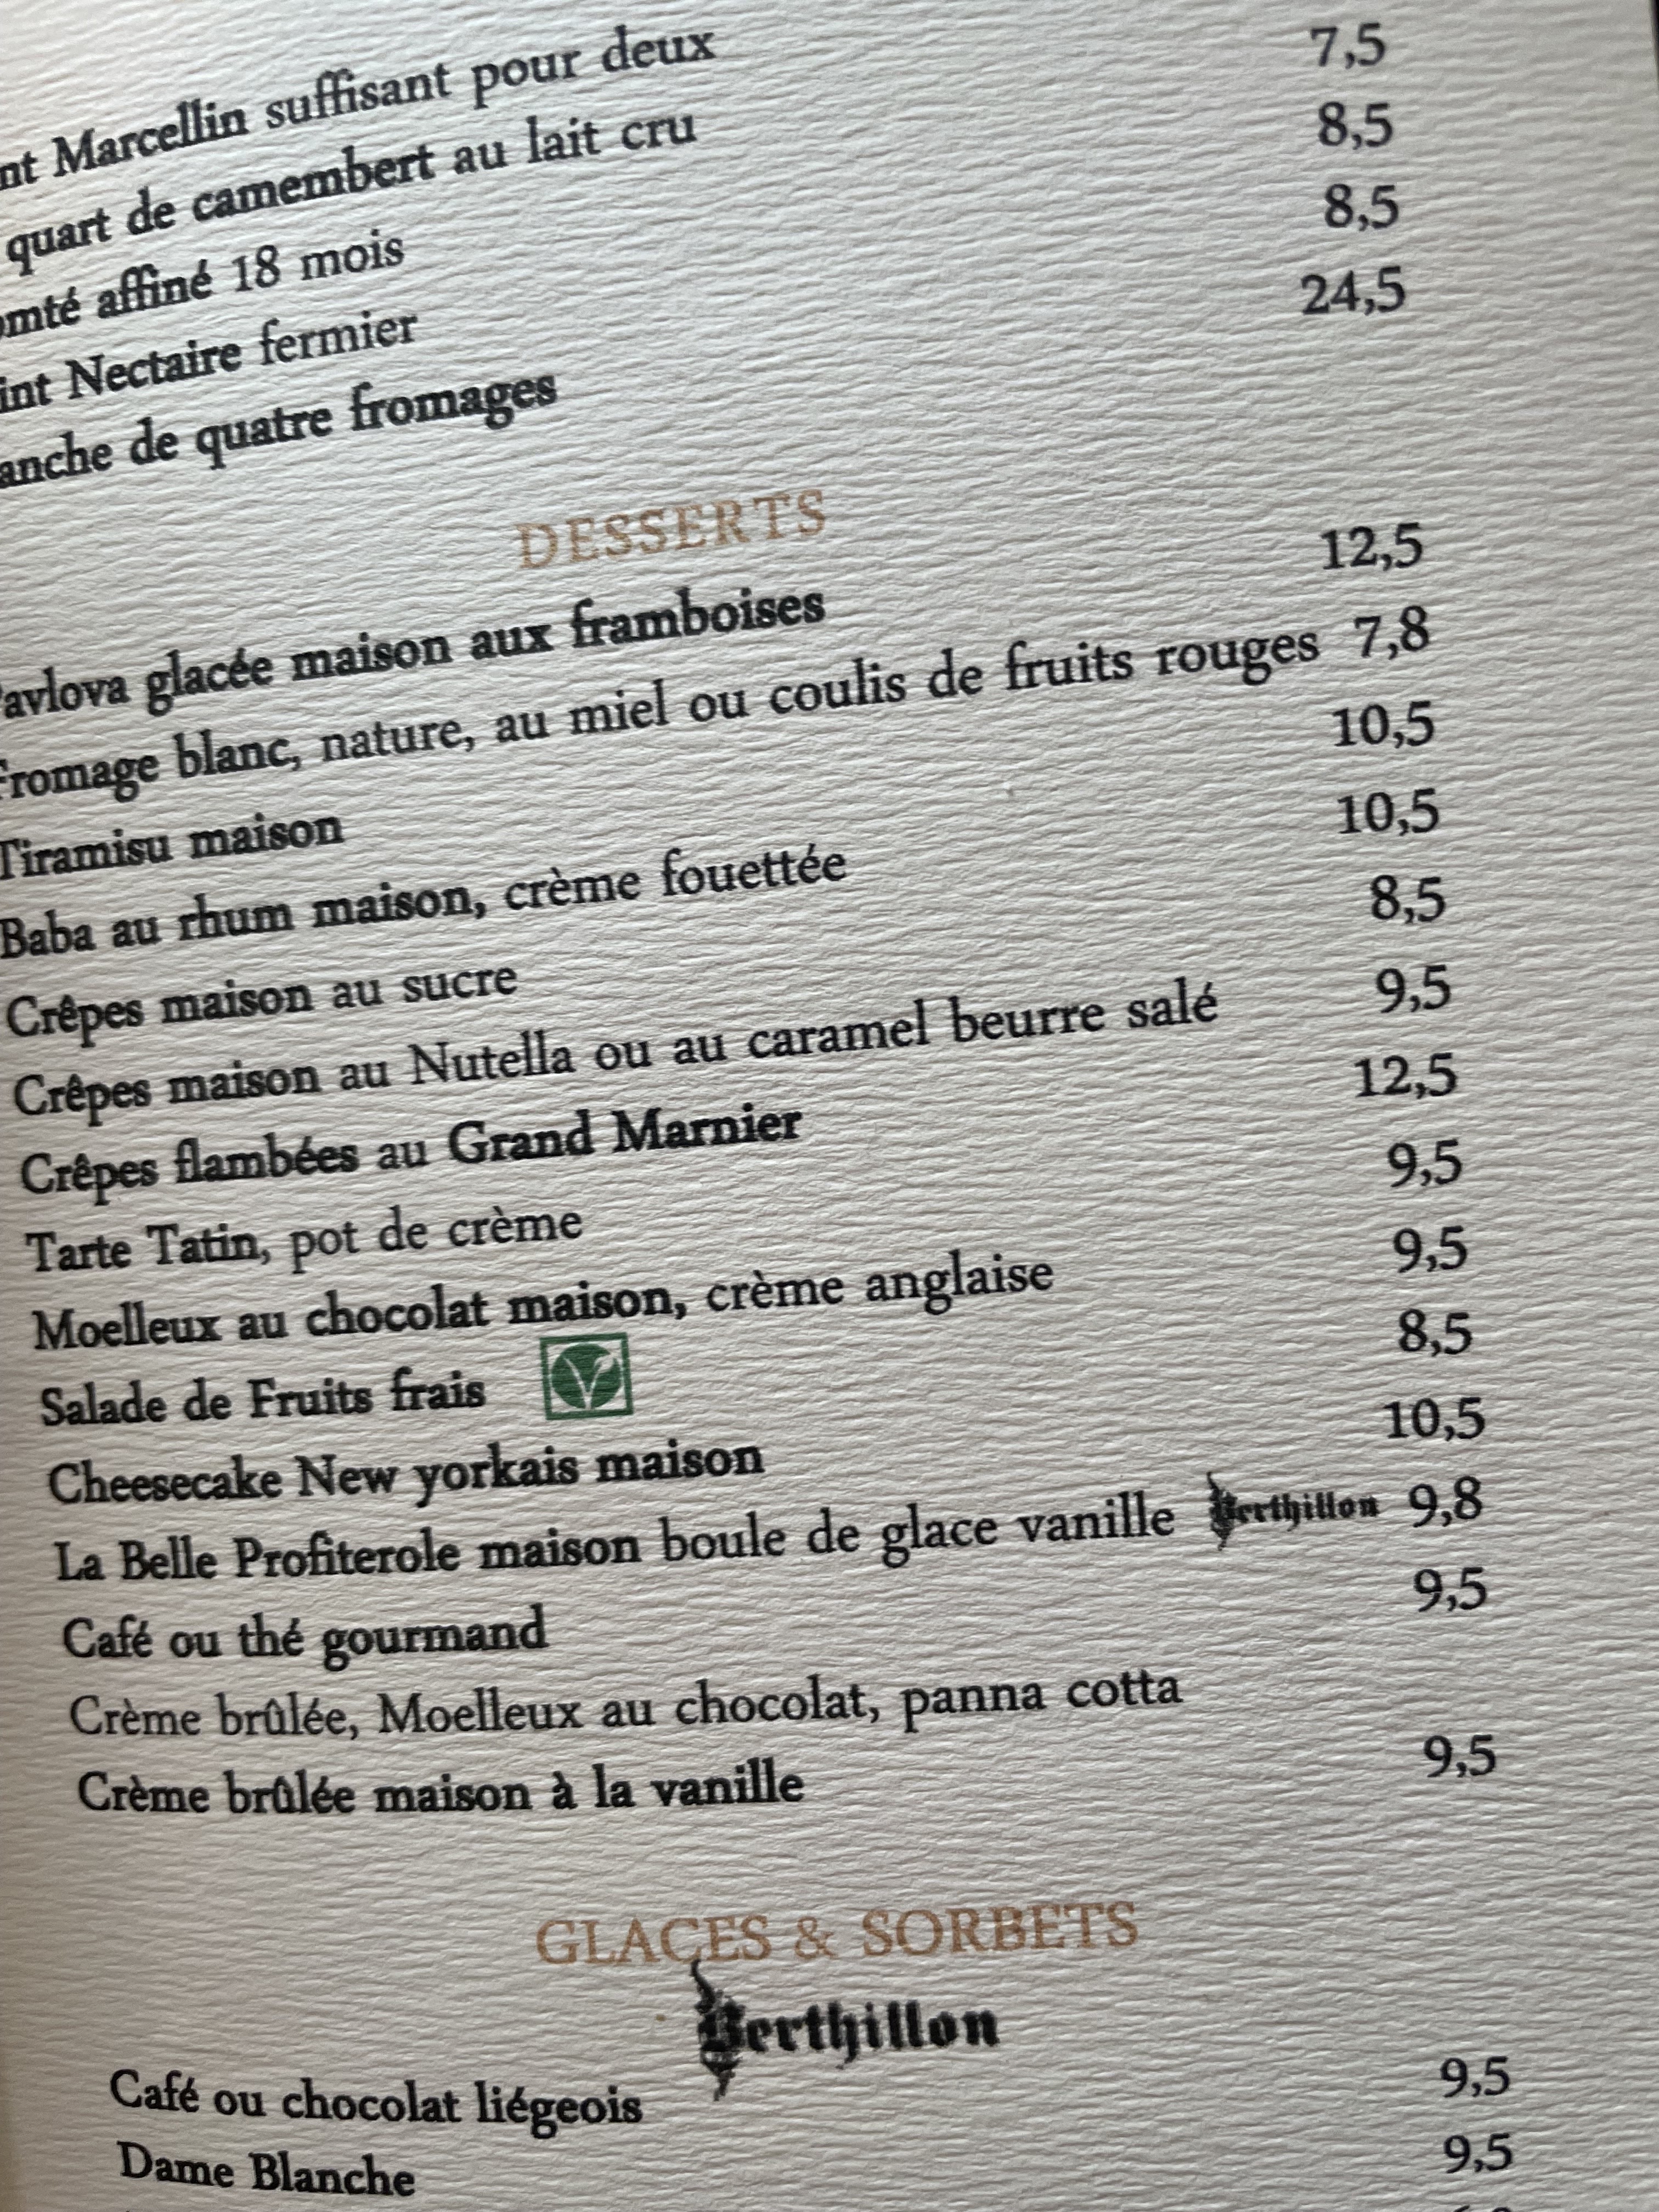 nt Marcellin suffisant pour deux
quart de camembert au lait cru 7,5
omté affiné 18 mois 8,5
int Nectaire fermier 8,5
anche de quatre fromages 24,5
DESSERTS
Pavlova glacée maison aux framboises 12,5
Fromage blanc, nature, au miel ou coulis de fruits rouges 7,8
Tiramisu maison 10,5
Baba au rhum maison, crème fouettée 10,5
Crêpes maison au sucre 8,5
Crêpes maison au Nutella ou au caramel beurre salé 9,5
Crêpes flambées au Grand Marnier 12,5
Tarte Tatin, pot de crème 9,5
Moelleux au chocolat maison, crème anglaise 9,5
Salade de Fruits frais V 8,5
Cheesecake New yorkais maison 10,5
La Belle Profiterole maison boule de glace vanille Berthillon 9,8
Café ou thé gourmand 9,5
Crème brûlée, Moelleux au chocolat, panna cotta
Crème brûlée maison à la vanille 9,5
GLACES & SORBETS
Berthillon
Café ou chocolat liégeois 9,5
Dame Blanche 9,5